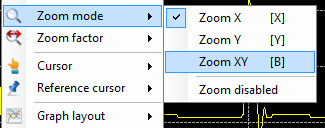 Zoom mode
Zoom factor
Cursor
Reference cursor
Graph layout
Zoom X [X]
Zoom Y [Y]
Zoom XY [B]
Zoom disabled